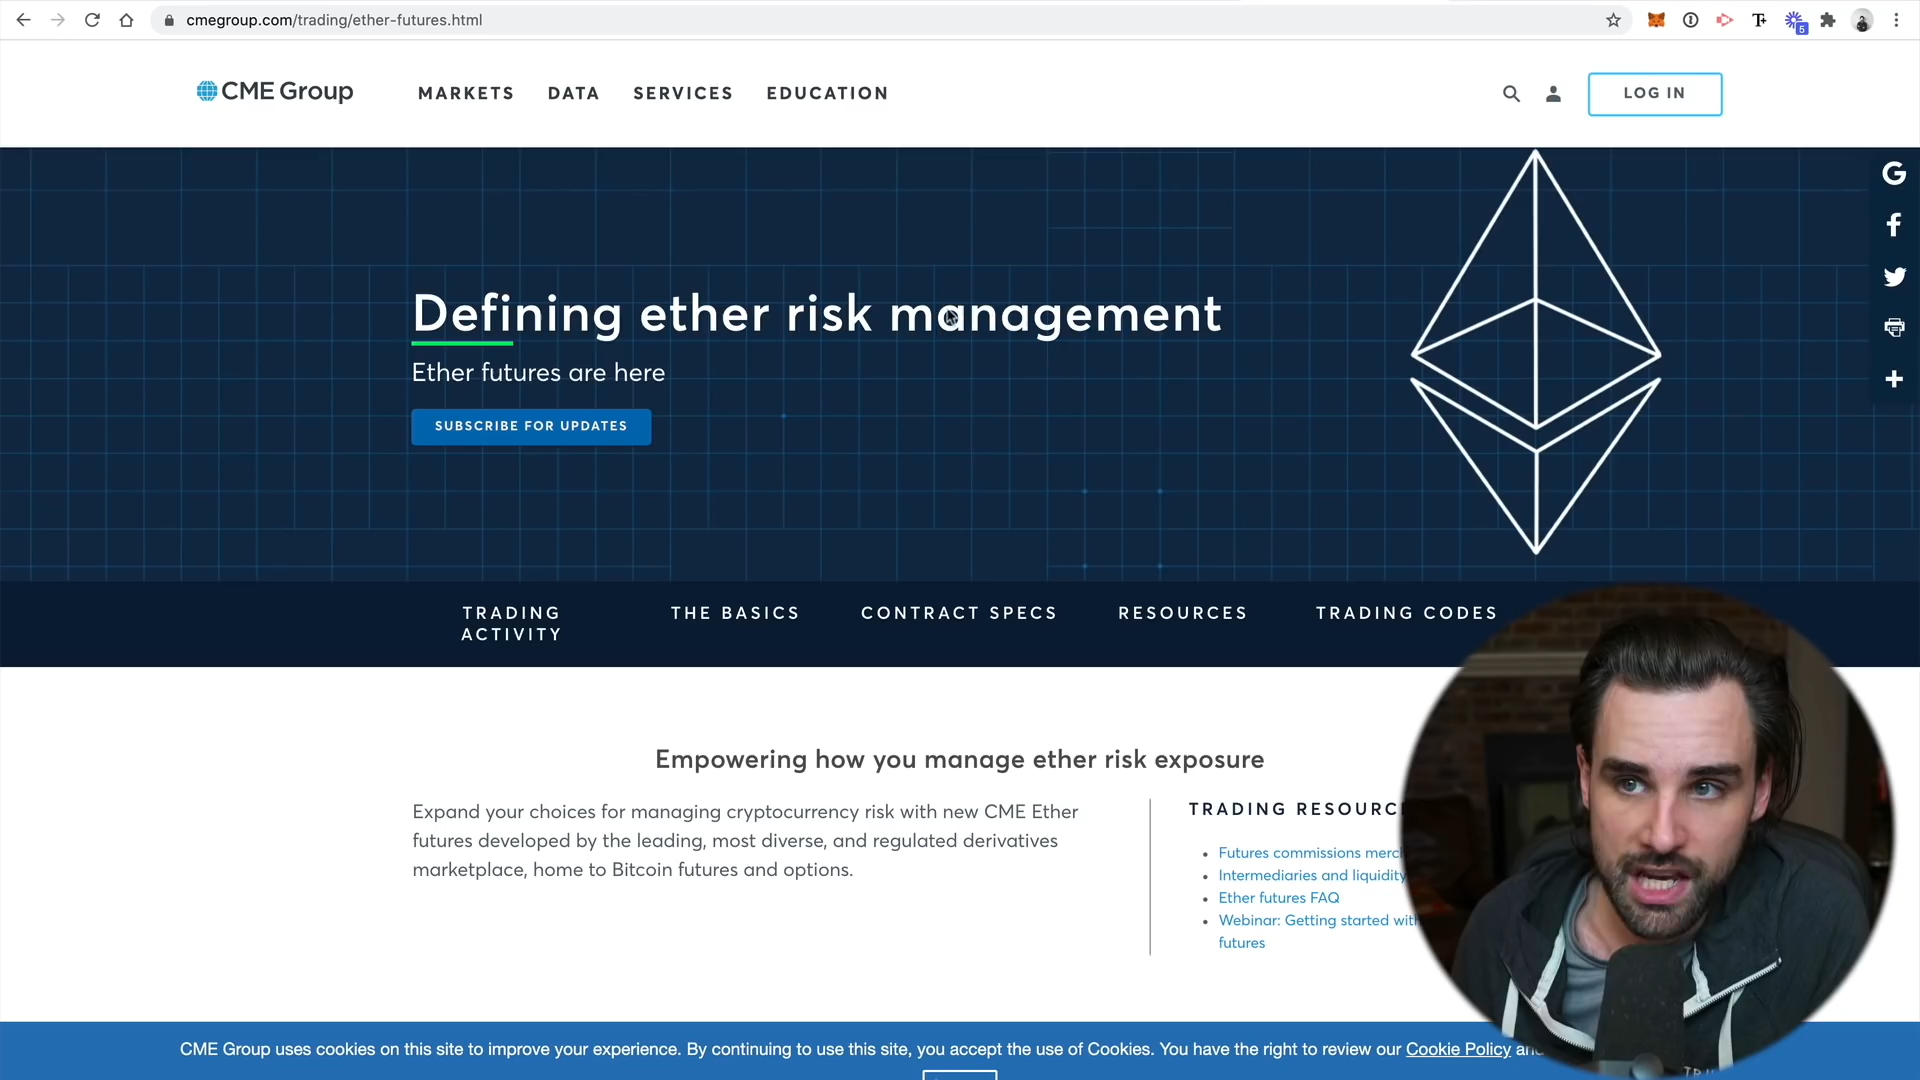 cmegroup.com/trading/ether-futures.html
5
CME Group
MARKETS
DATA
SERVICES
EDUCATION
LOG IN
Defining ether risk management
Ether futures are here
SUBSCRIBE FOR UPDATES
TRADING
ACTIVITY
THE BASICS
CONTRACT SPECS
RESOURCES
TRADING CODES
Empowering how you manage ether risk exposure
Expand your choices for managing cryptocurrency risk with new CME Ether
futures developed by the leading, most diverse, and regulated derivatives
marketplace, home to Bitcoin futures and options.
TRADING RESOURC
Futures commissions merc
Intermediaries and liquidity
Ether futures FAQ
Webinar: Getting started with
futures
CME Group uses cookies on this site to improve your experience. By continuing to use this site, you accept the use of Cookies. You have the right to review our Cookie Policy and